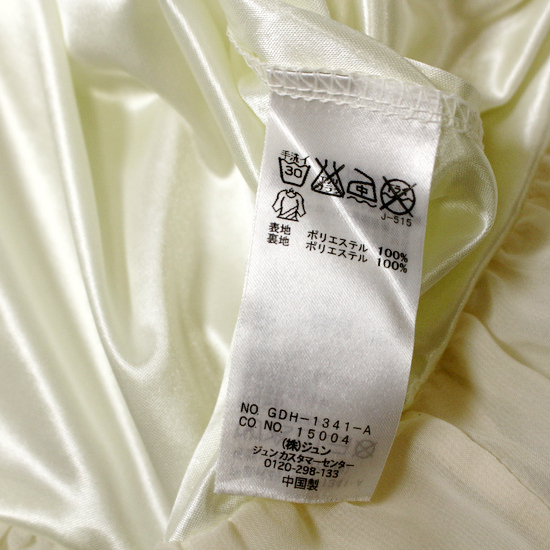 手洗イ
30
J-515
表地 ポリエステル 100%
裏地 ポリエステル 100%
NO. GDH-1341-A
CO NO. 15004
(株)ジュン
ジュンカスタマーセンター
0120-298-133
中国製